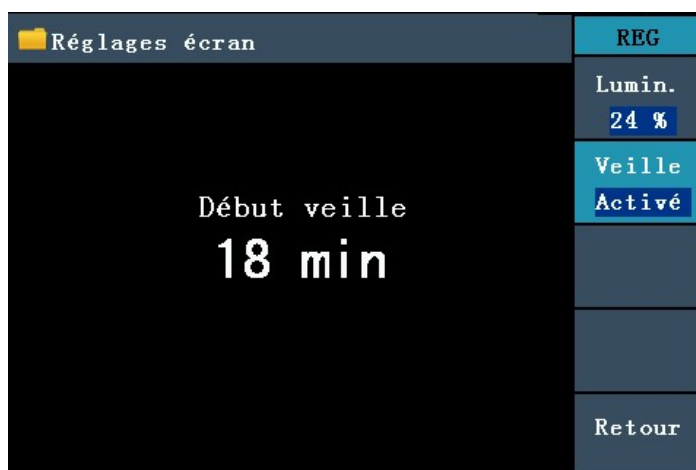 Réglages écran
REG
Lumin.
24 %
Veille
Activé
Début veille
18 min
Retour